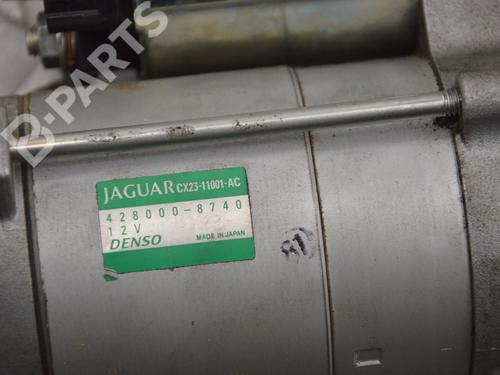 B-PARTS
JAGUAR CX23-11001-AC
428000-8740
12V
DENSO MADE IN JAPAN